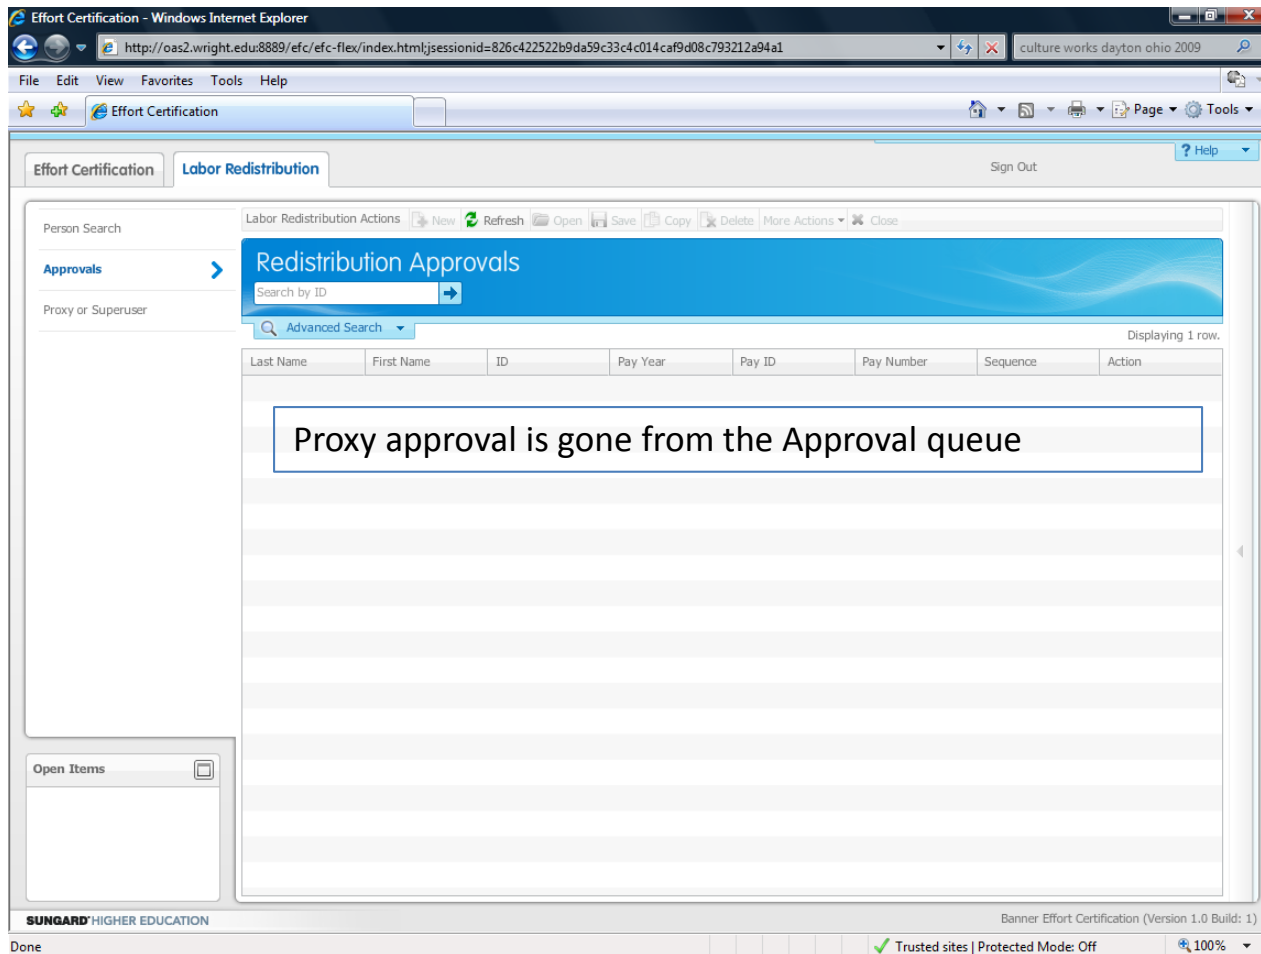 Effort Certification - Windows Internet Explorer
http://oas2.wright.edu:8889/efc/efc-flex/index.html;jsessionid=826c422522b9da59c33c4c014caf9d08c793212a94a1
culture works dayton ohio 2009
File Edit View Favorites Tools Help
Effort Certification
Page Tools
Effort Certification
Labor Redistribution
Sign Out
? Help
Person Search
Approvals
Proxy or Superuser
Labor Redistribution Actions New Refresh Open Save Copy Delete More Actions Close
Redistribution Approvals
Search by ID
Advanced Search
Displaying 1 row.
Last Name First Name ID Pay Year Pay ID Pay Number Sequence Action
Proxy approval is gone from the Approval queue
Open Items
SUNGARD HIGHER EDUCATION
Banner Effort Certification (Version 1.0 Build: 1)
Done
Trusted sites | Protected Mode: Off
100%